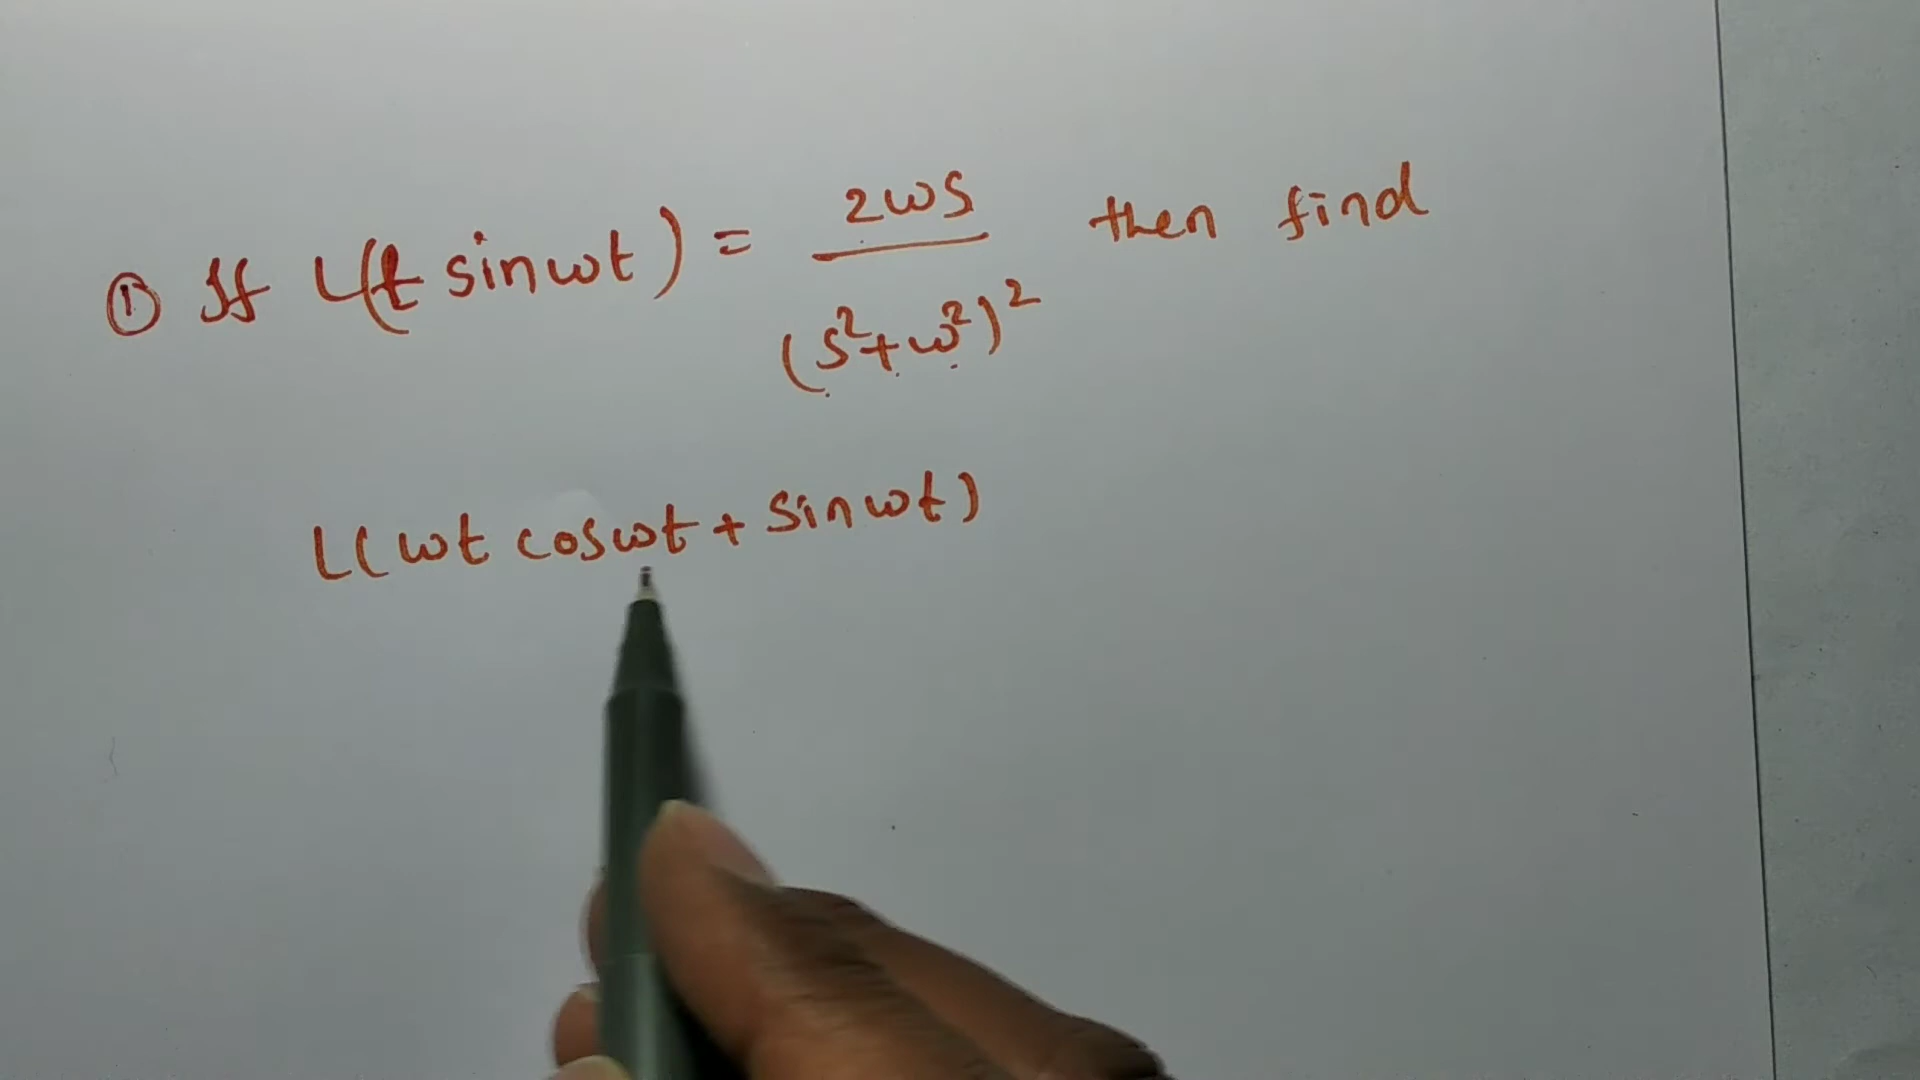 ① If L(t sinωt) = 2ωs / (s²+ω²)² then find
L(ωt cosωt + sinωt)